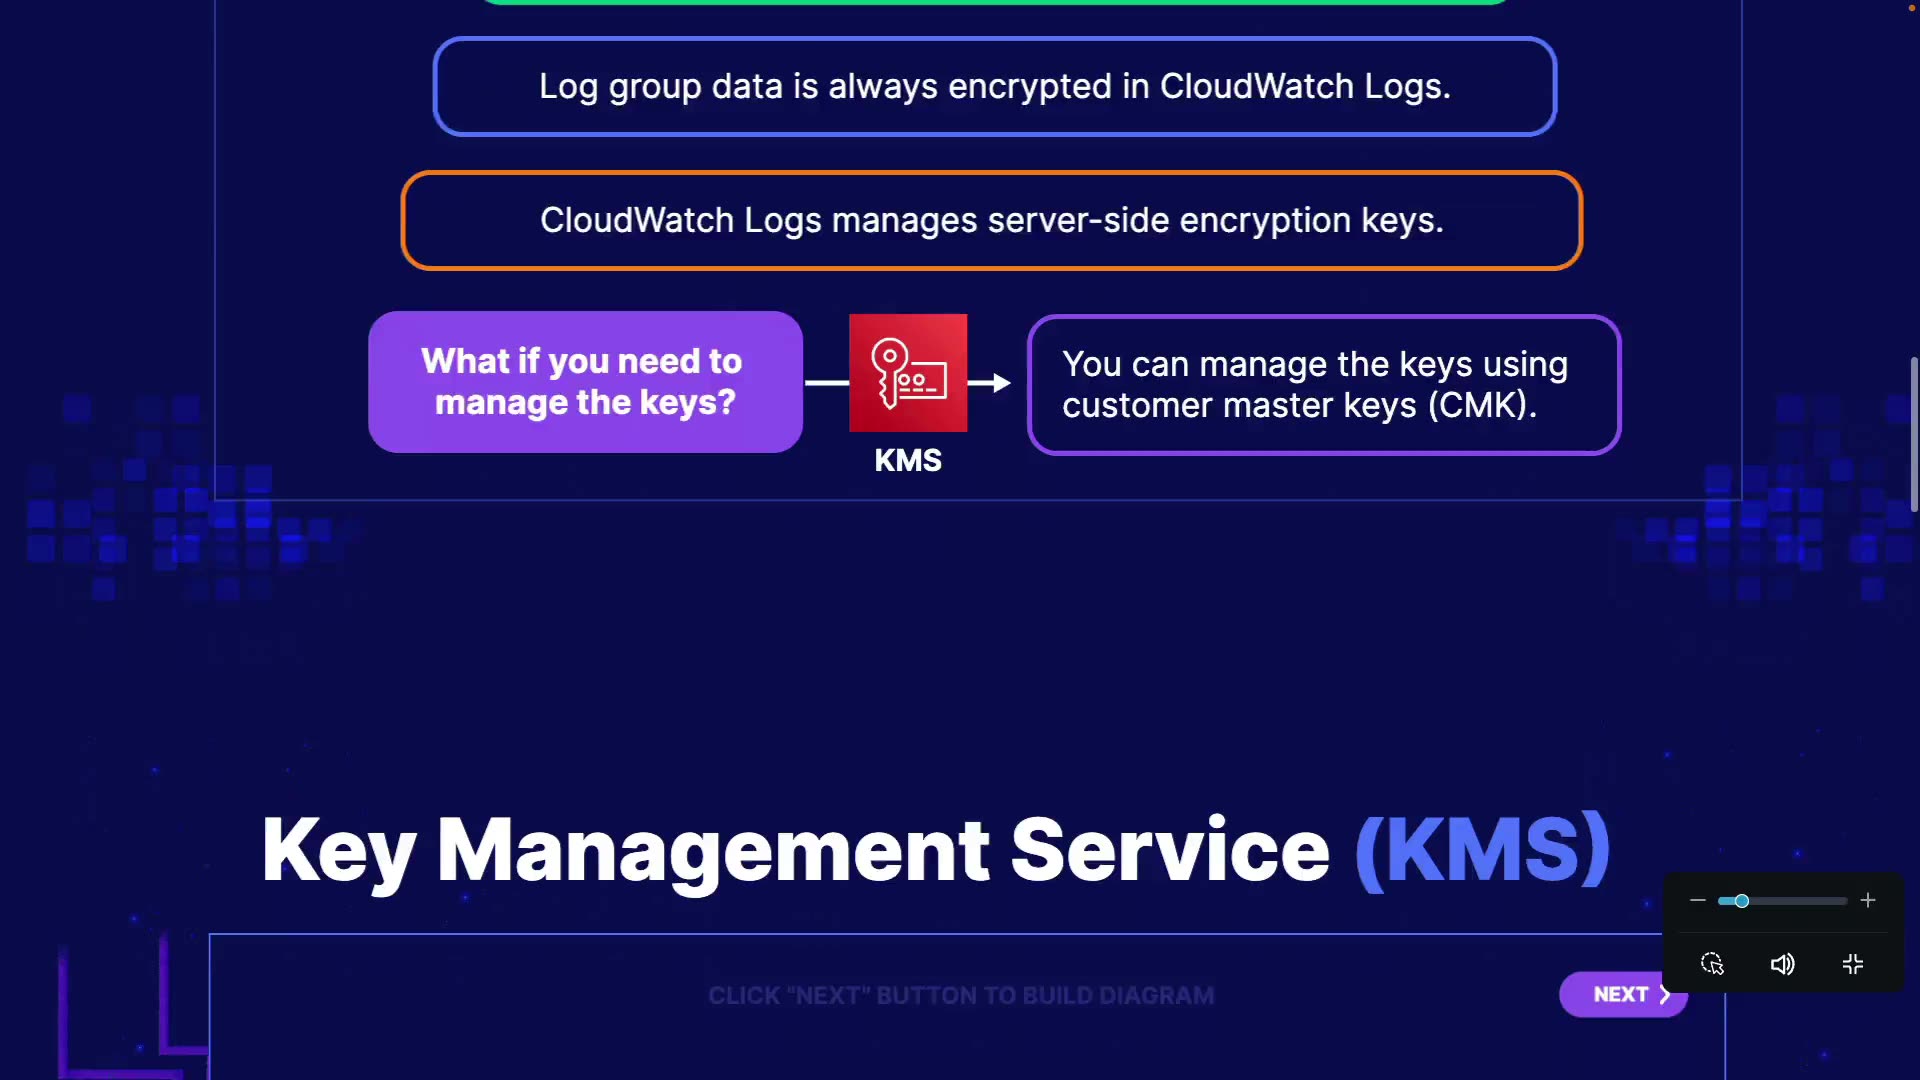 Log group data is always encrypted in CloudWatch Logs.
CloudWatch Logs manages server-side encryption keys.
What if you need to
manage the keys?
KMS
You can manage the keys using
customer master keys (CMK).
Key Management Service (KMS)
CLICK "NEXT" BUTTON TO BUILD DIAGRAM
NEXT